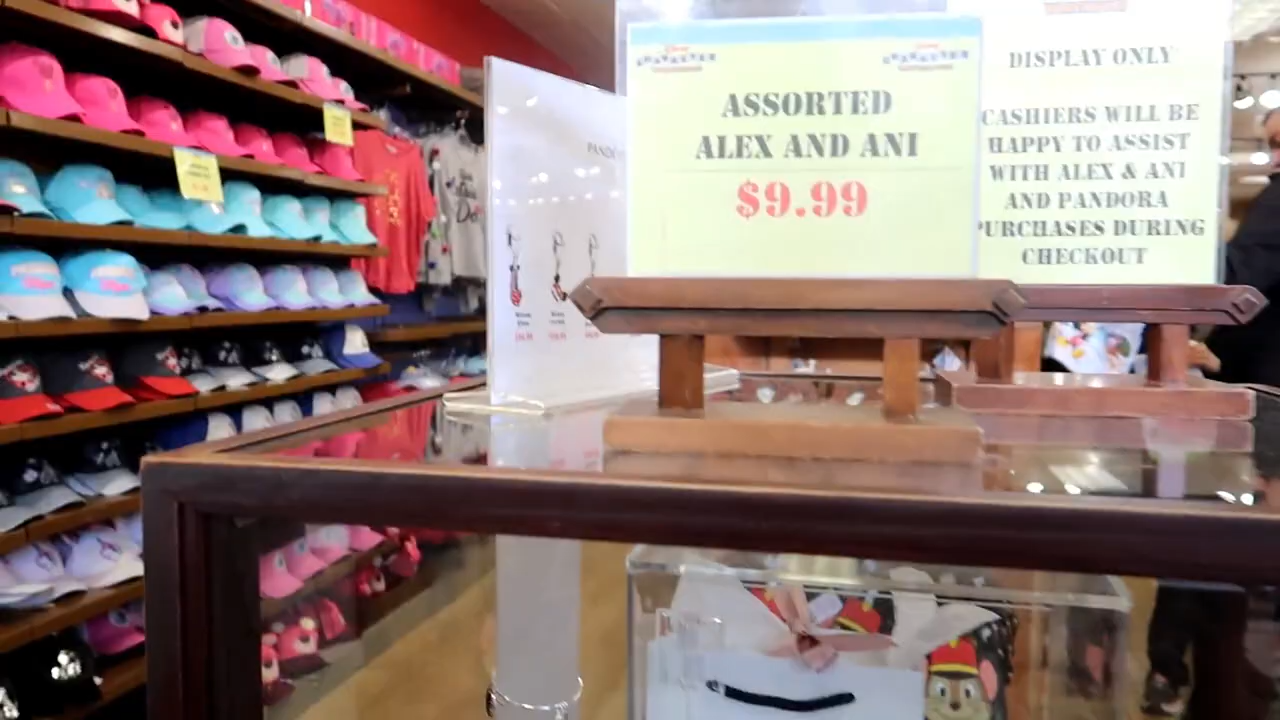 ASSORTED
ALEX AND ANI
$9.99
DISPLAY ONLY
CASHIERS WILL BE
HAPPY TO ASSIST
WITH ALEX & ANI
AND PANDORA
PURCHASES DURING
CHECKOUT